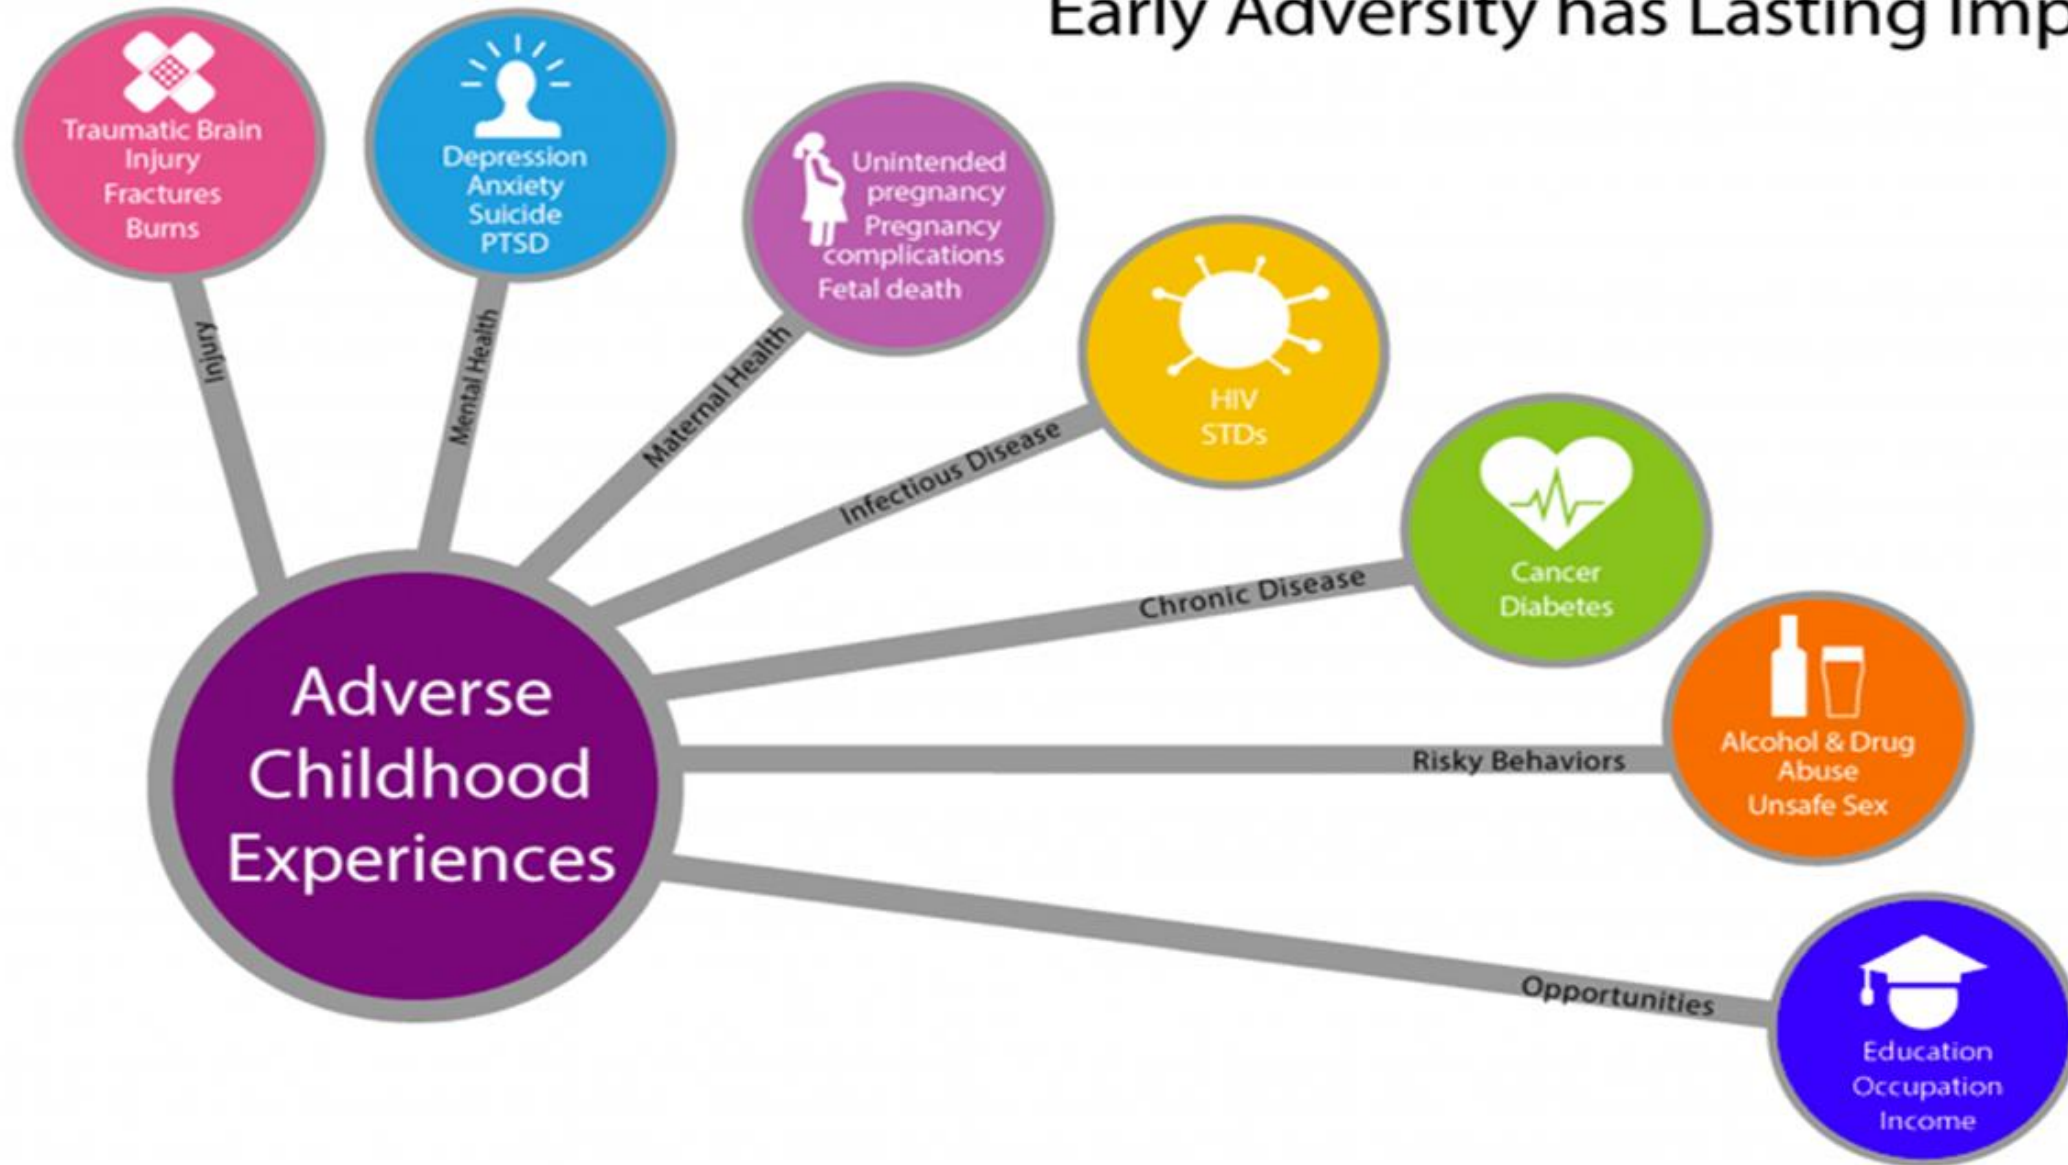 Early Adversity has Lasting Imp
Traumatic Brain
Injury
Fractures
Burns
Injury
Depression
Anxiety
Suicide
PTSD
Mental Health
Unintended
pregnancy
Pregnancy
complications
Fetal death
Maternal Health
HIV
STDs
Infectious Disease
Cancer
Diabetes
Chronic Disease
Alcohol & Drug
Abuse
Unsafe Sex
Risky Behaviors
Education
Occupation
Income
Opportunities
Adverse
Childhood
Experiences